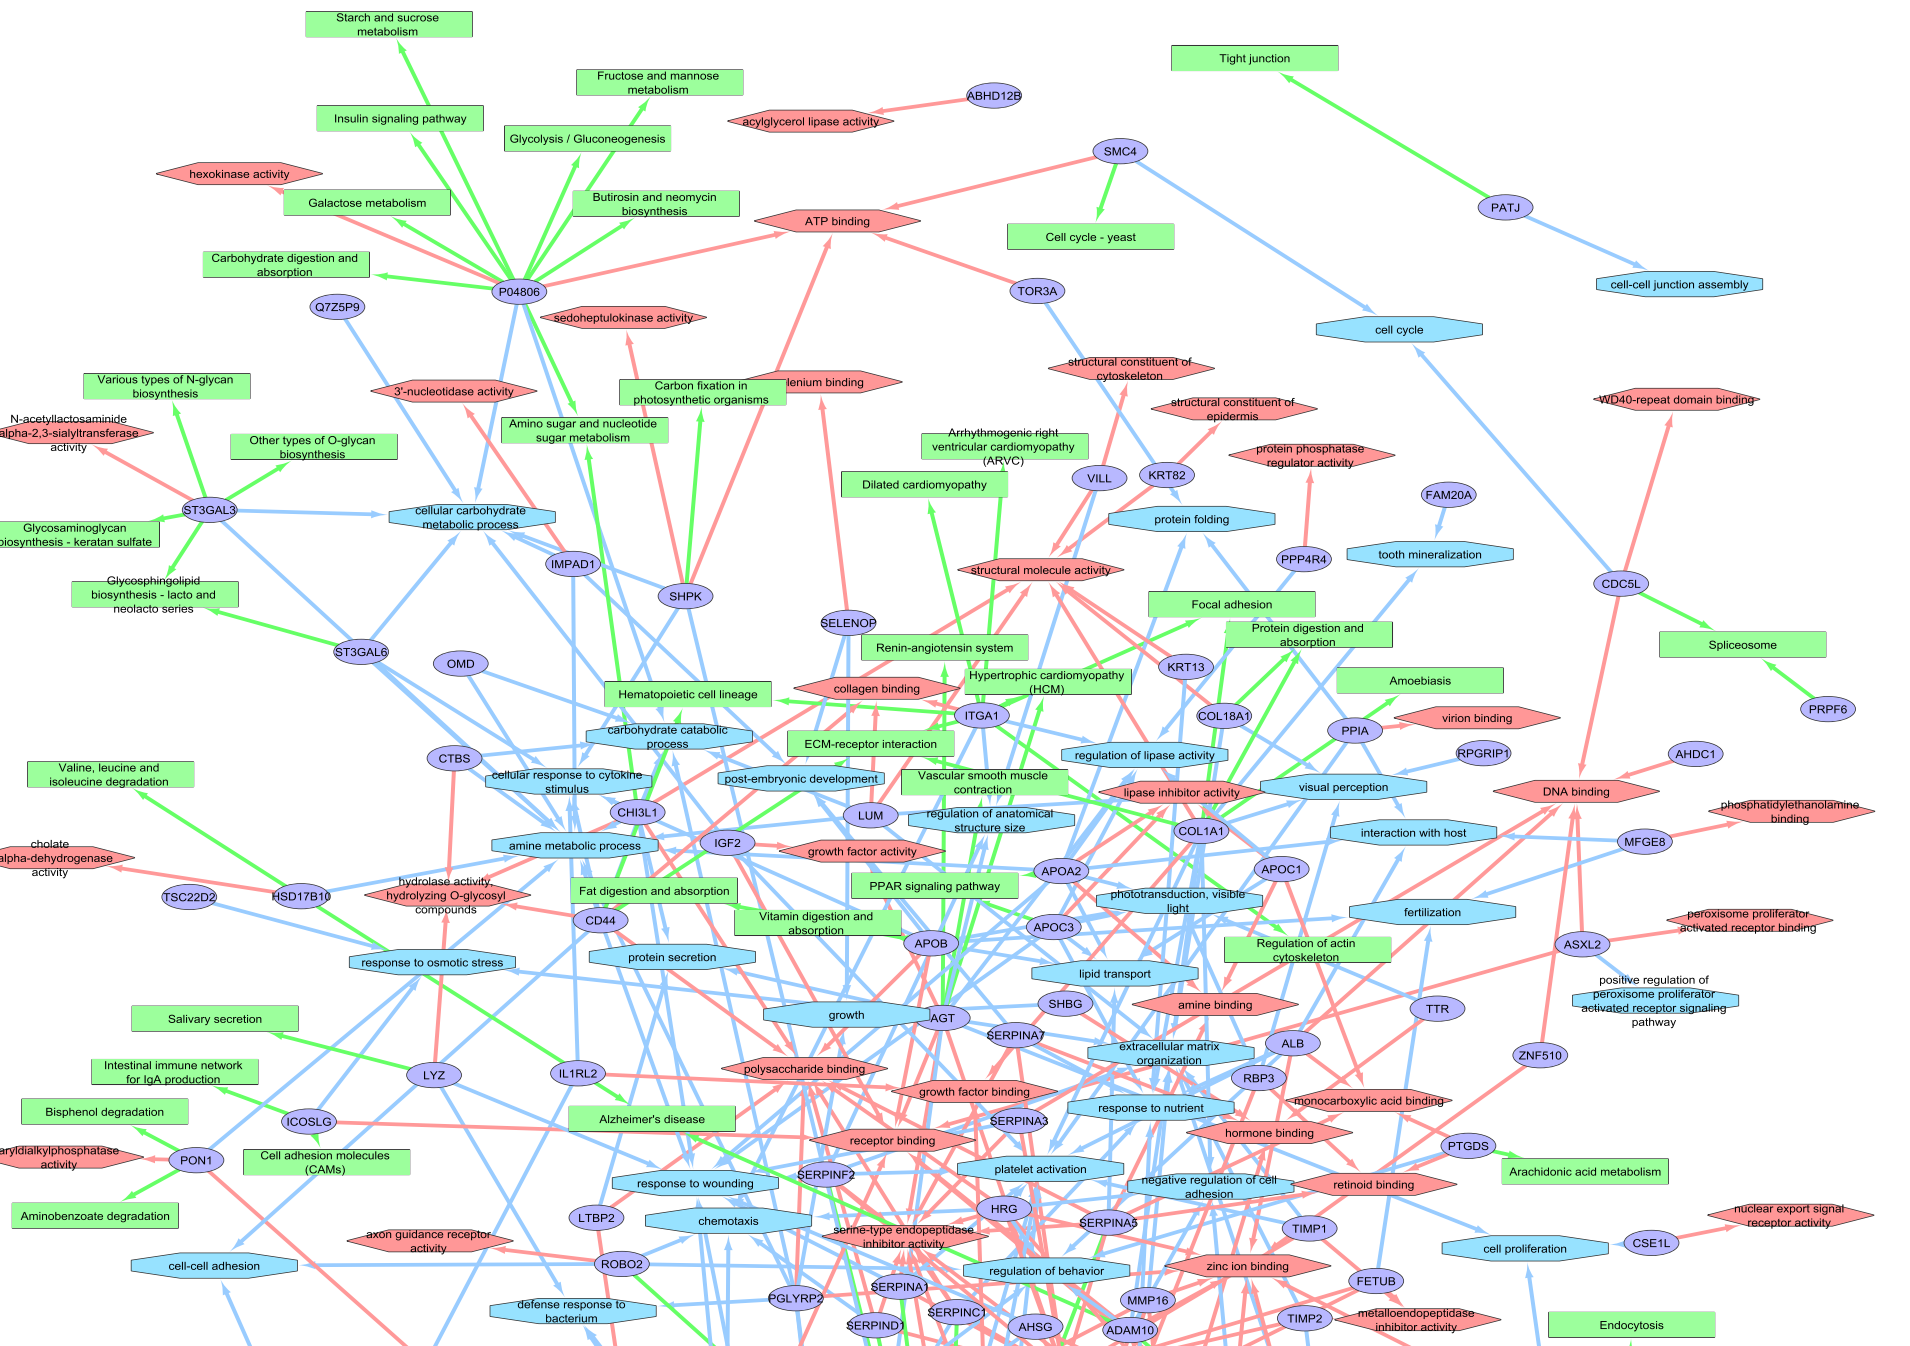 Starch and sucrose
metabolism
Tight junction
Fructose and mannose
metabolism
ABHD12B
acylglycerol lipase activity
Insulin signaling pathway
Glycolysis / Gluconeogenesis
SMC4
hexokinase activity
Galactose metabolism
Butirosin and neomycin
biosynthesis
ATP binding
PATJ
Cell cycle - yeast
Carbohydrate digestion and
absorption
P04806
TOR3A
cell-cell junction assembly
Q7Z5P9
sedoheptulokinase activity
cell cycle
structural constituent of
cytoskeleton
Various types of N-glycan
biosynthesis
3'-nucleotidase activity
Carbon fixation in
photosynthetic organisms
lenium binding
WD40-repeat domain binding
structural constituent of
epidermis
N-acetyllactosaminide
alpha-2,3-sialyltransferase
activity
Other types of O-glycan
biosynthesis
Amino sugar and nucleotide
sugar metabolism
Arrhythmogenic right
ventricular cardiomyopathy
(ARVC)
protein phosphatase
regulator activity
Dilated cardiomyopathy
VILL
KRT82
FAM20A
ST3GAL3
cellular carbohydrate
metabolic process
protein folding
Glycosaminoglycan
biosynthesis - keratan sulfate
tooth mineralization
IMPAD1
structural molecule activity
PPP4R4
CDC5L
Glycosphingolipid
biosynthesis - lacto and
neolacto series
SHPK
Focal adhesion
SELENOP
Protein digestion and
absorption
Renin-angiotensin system
Spliceosome
ST3GAL6
OMD
KRT13
Hypertrophic cardiomyopathy
(HCM)
Amoebiasis
Hematopoietic cell lineage
collagen binding
ITGA1
COL18A1
PPIA
virion binding
PRPF6
carbohydrate catabolic
process
ECM-receptor interaction
regulation of lipase activity
RPGRIP1
AHDC1
CTBS
Valine, leucine and
isoleucine degradation
cellular response to cytokine
stimulus
post-embryonic development
Vascular smooth muscle
contraction
lipase inhibitor activity
visual perception
DNA binding
CHI3L1
LUM
regulation of anatomical
structure size
COL1A1
interaction with host
phosphatidylethanolamine
binding
MFGE8
amine metabolic process
IGF2
growth factor activity
cholate
alpha-dehydrogenase
activity
APOA2
APOC1
TSC22D2
HSD17B10
hydrolase activity,
hydrolyzing O-glycosyl
compounds
Fat digestion and absorption
PPAR signaling pathway
phototransduction, visible
light
CD44
Vitamin digestion and
absorption
fertilization
peroxisome proliferator
activated receptor binding
APOC3
APOB
Regulation of actin
cytoskeleton
ASXL2
response to osmotic stress
protein secretion
lipid transport
positive regulation of
peroxisome proliferator
activated receptor signaling
pathway
Salivary secretion
growth
AGT
SHBG
amine binding
TTR
SERPINA7
ALB
extracellular matrix
organization
ZNF510
Intestinal immune network
for IgA production
LYZ
IL1RL2
polysaccharide binding
growth factor binding
RBP3
monocarboxylic acid binding
Bisphenol degradation
ICOSLG
Alzheimer's disease
response to nutrient
SERPINA3
receptor binding
hormone binding
PTGDS
aryldialkylphosphatase
activity
PON1
Cell adhesion molecules
(CAMs)
SERPINF2
platelet activation
Arachidonic acid metabolism
response to wounding
negative regulation of cell
adhesion
retinoid binding
Aminobenzoate degradation
LTBP2
chemotaxis
HRG
SERPINA5
TIMP1
nuclear export signal
receptor activity
axon guidance receptor
activity
serine-type endopeptidase
inhibitor activity
cell proliferation
CSE1L
cell-cell adhesion
ROBO2
regulation of behavior
zinc ion binding
SERPINA1
FETUB
PGLYRP2
MMP16
defense response to
bacterium
SERPINC1
SERPIND1
AHSG
ADAM10
TIMP2
metalloendopeptidase
inhibitor activity
Endocytosis